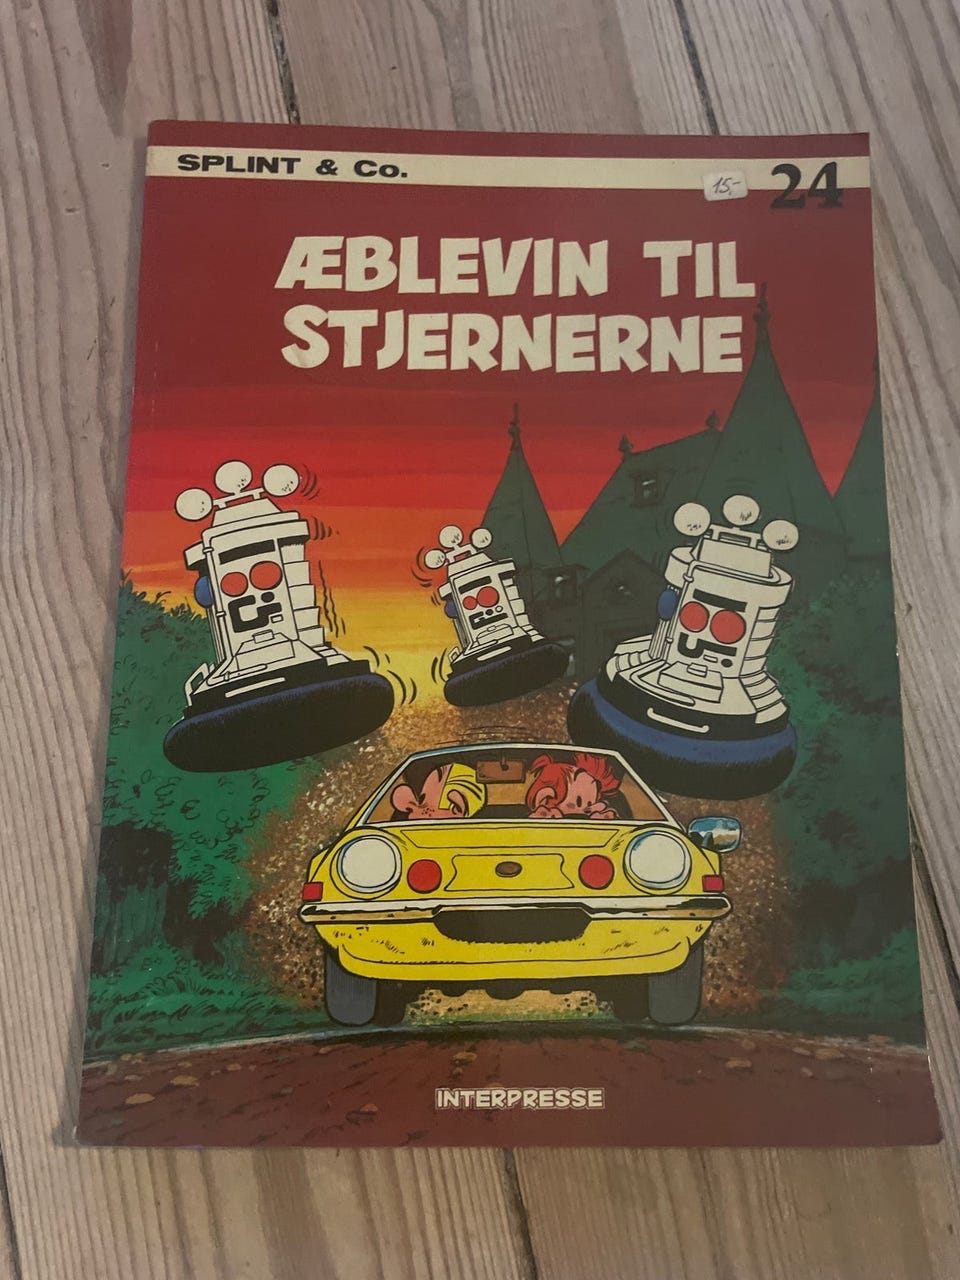 SPLINT & Co.
15,-
24
ÆBLEVIN TIL
STJERNERNE
INTERPRESSE